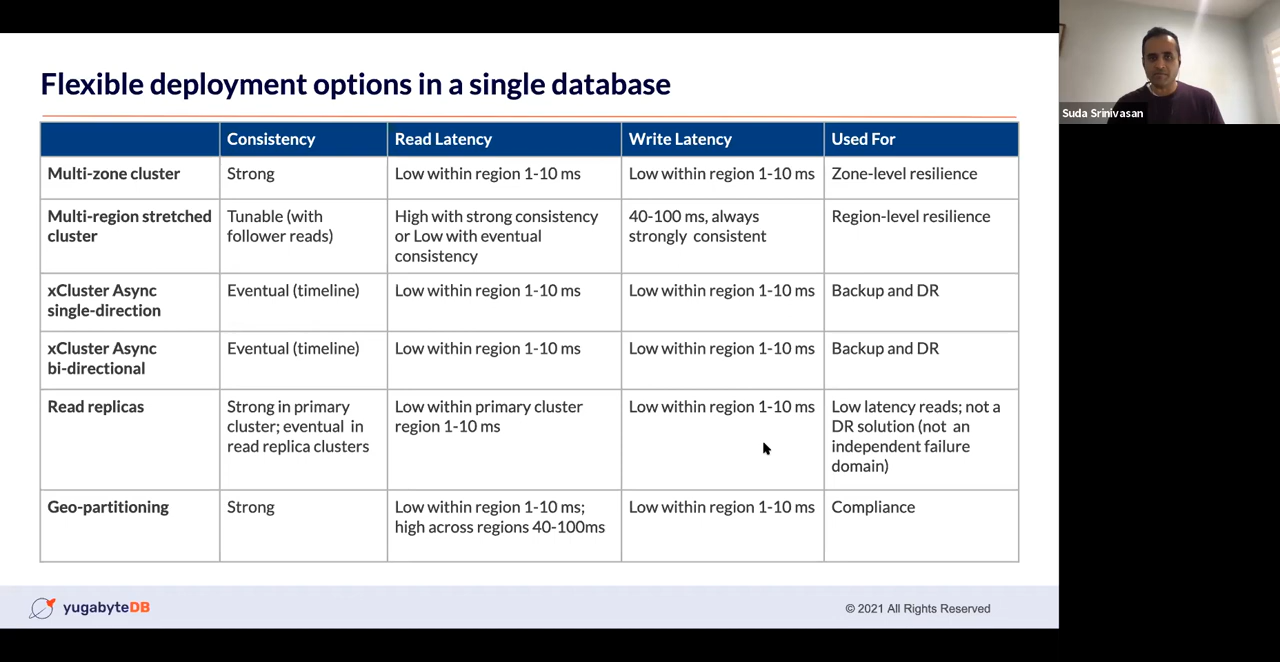 Flexible deployment options in a single database
Consistency
Read Latency
Write Latency
Used For
Multi-zone cluster
Strong
Low within region 1-10 ms
Low within region 1-10 ms
Zone-level resilience
Multi-region stretched
cluster
Tunable (with
follower reads)
High with strong consistency
or Low with eventual
consistency
40-100 ms, always
strongly consistent
Region-level resilience
xCluster Async
single-direction
Eventual (timeline)
Low within region 1-10 ms
Low within region 1-10 ms
Backup and DR
xCluster Async
bi-directional
Eventual (timeline)
Low within region 1-10 ms
Low within region 1-10 ms
Backup and DR
Read replicas
Strong in primary
cluster; eventual in
read replica clusters
Low within primary cluster
region 1-10 ms
Low within region 1-10 ms
Low latency reads; not a
DR solution (not an
independent failure
domain)
Geo-partitioning
Strong
Low within region 1-10 ms;
high across regions 40-100ms
Low within region 1-10 ms
Compliance
yugabyteDB
© 2021 All Rights Reserved
Suda Srinivasan